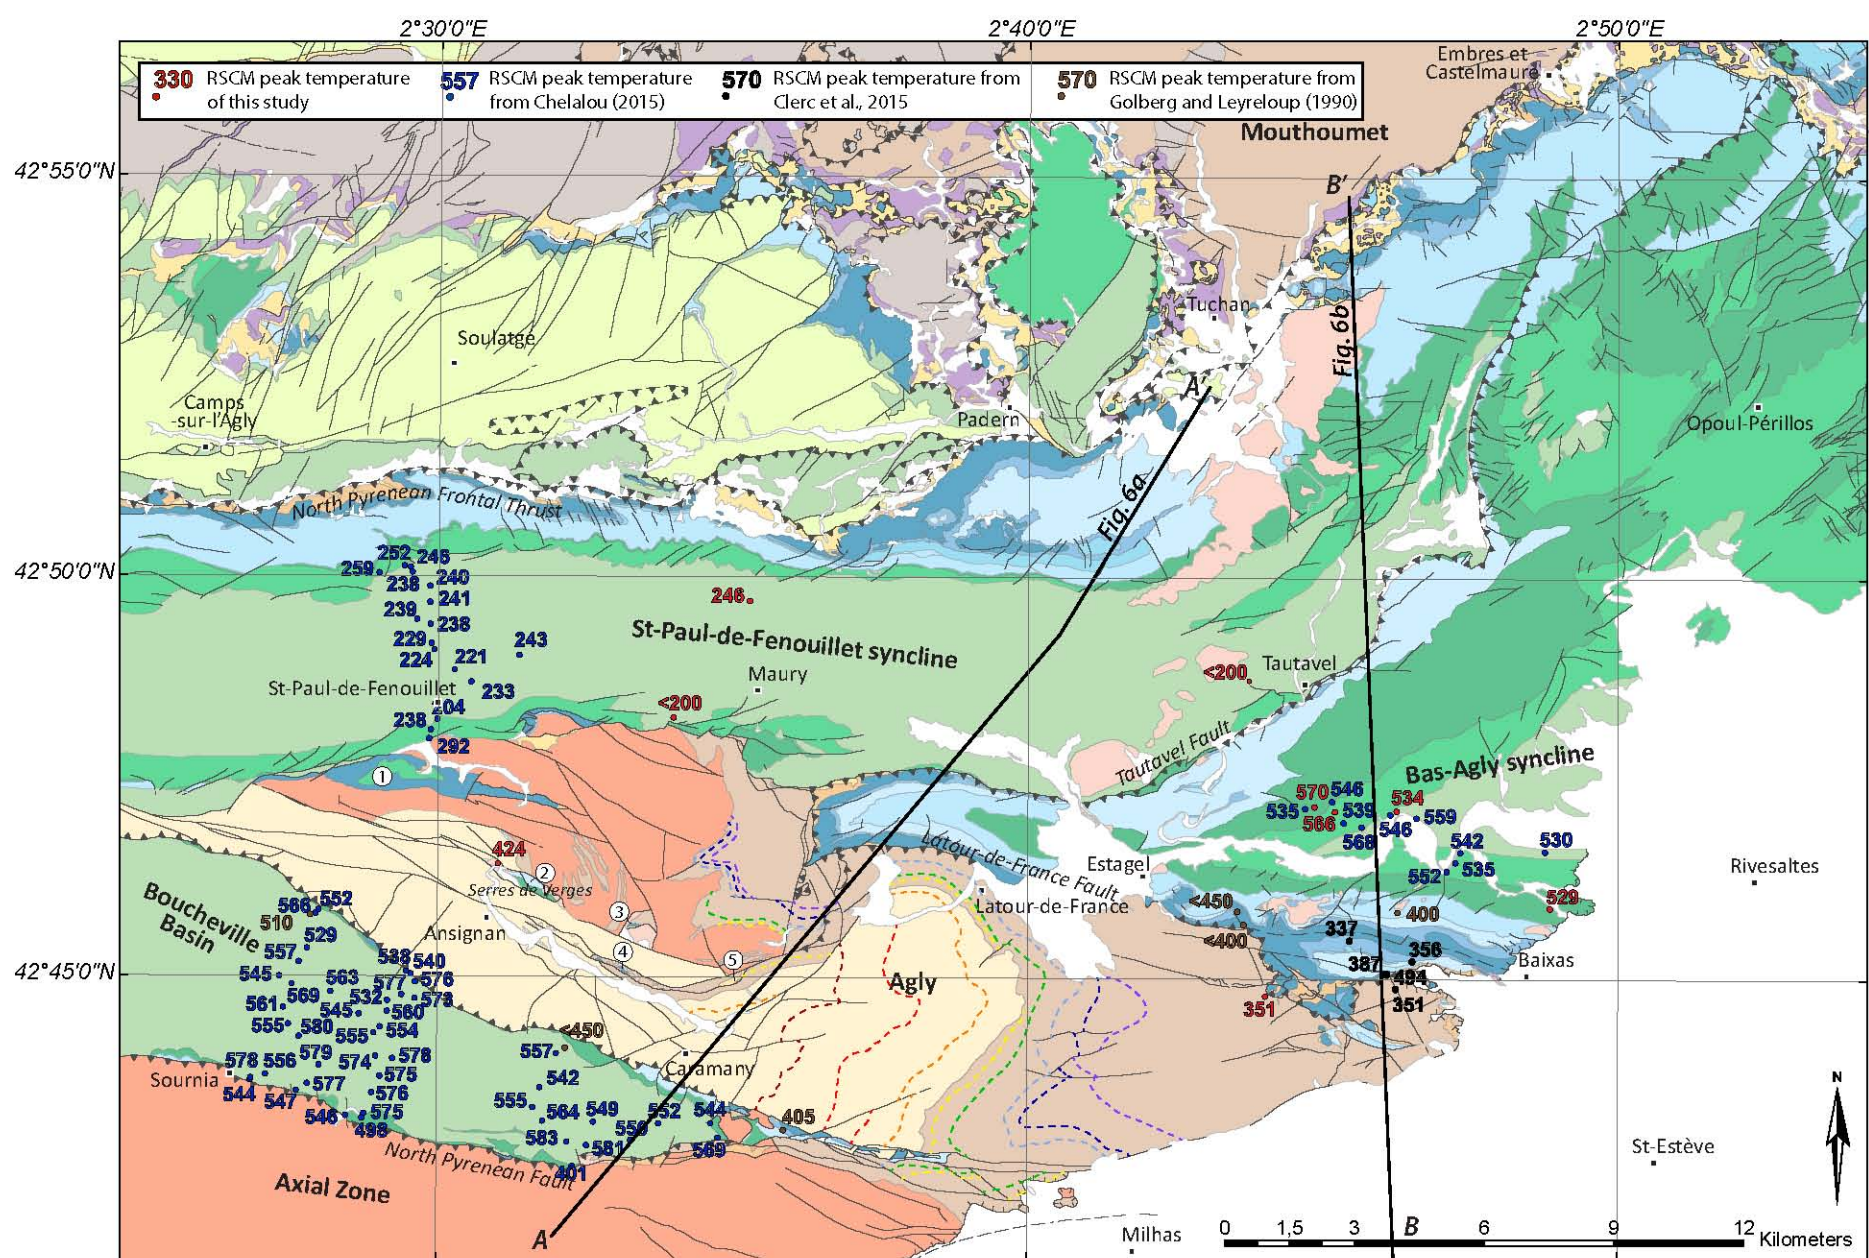 2°30'0"E
2°40'0"E
2°50'0"E
330 RSCM peak temperature of this study
557 RSCM peak temperature from Chelalou (2015)
570 RSCM peak temperature from Clerc et al., 2015
570 RSCM peak temperature from Golberg and Leyreloup (1990)
Embres et
Castelmaure
Mouthoumet
42°55'0"N
B'
Tuchan
Soulatgé
Fig. 6b
A'
Camps
-sur-l'Agly
Padern
Opoul-Périllos
Fig. 6a
North Pyrenean Frontal Thrust
42°50'0"N
252
246
259
238
240
241
239
238
246
229
224
221
243
233
St-Paul-de-Fenouillet syncline
St-Paul-de-Fenouillet
Maury
<200
<200
Tautavel
204
238
292
Tautavel Fault
Bas-Agly syncline
1
570
546
535
539
534
566
559
568
546
542
530
552
535
529
Latour-de-France Fault
Estagel
Rivesaltes
424
2
Serres de Verges
3
Latour-de-France
<450
400
<400
Boucheville
Basin
566
552
510
529
Ansignan
4
5
337
356
387
494
351
Baixas
351
42°45'0"N
557
538
540
545
563
577
576
569
532
573
561
545
560
555
580
555
554
Agly
<450
557
578
556
579
574
578
575
Sournia
577
576
544
547
546
575
498
Caramany
542
555
564
549
552
544
550
583
581
569
401
405
North Pyrenean Fault
Axial Zone
A
B
N
St-Estève
Milhas
0 1,5 3 6 9 12
Kilometers